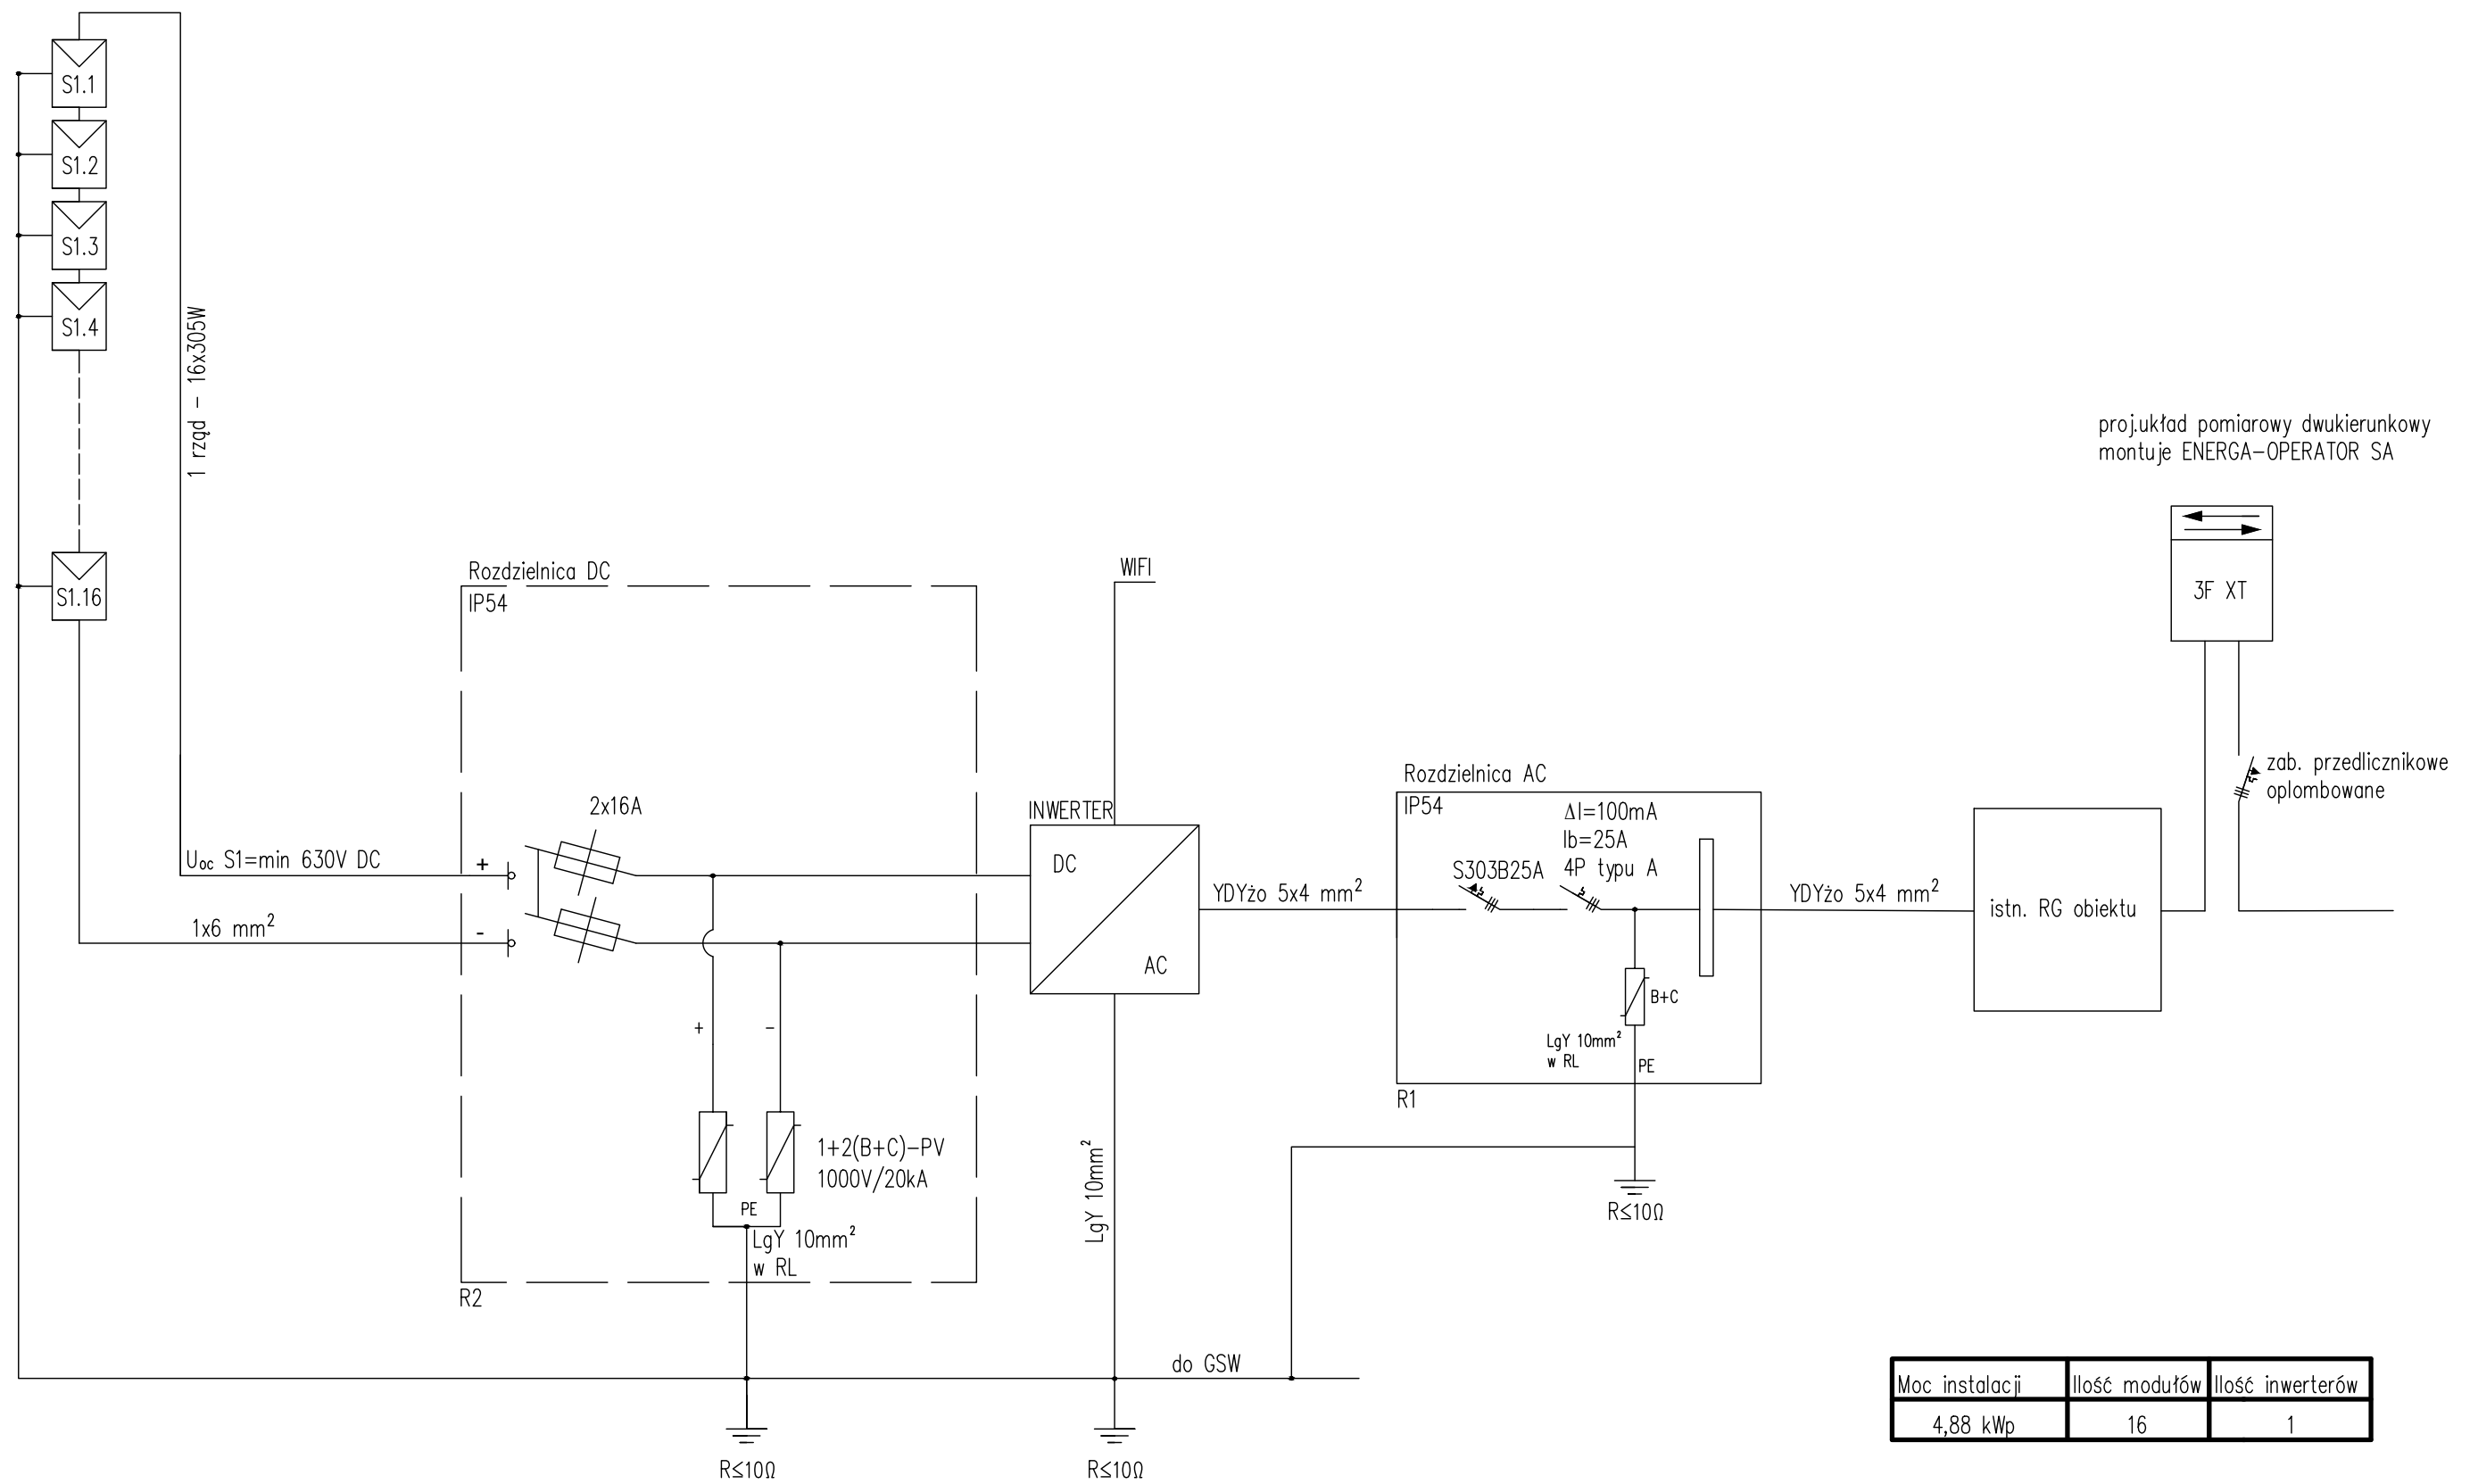 S1.1
S1.2
S1.3
S1.4
S1.16
1 rząd - 16x305W
Uoc S1=min 630V DC
1x6 mm²
Rozdzielnica DC
IP54
2x16A
+
-
+
-
1+2(B+C)-PV
1000V/20kA
PE
LgY 10mm²
w RL
R2
R≤10Ω
WIFI
INWERTER
DC
AC
LgY 10mm²
R≤10Ω
do GSW
YDYżo 5x4 mm²
Rozdzielnica AC
IP54
ΔI=100mA
Ib=25A
4P typu A
S303B25A
B+C
LgY 10mm²
w RL
PE
R1
R≤10Ω
YDYżo 5x4 mm²
istn. RG obiektu
proj.układ pomiarowy dwukierunkowy
montuje ENERGA-OPERATOR SA
3F XT
zab. przedlicznikowe
oplombowane
Moc instalacji Ilość modułów Ilość inwerterów
4,88 kWp 16 1